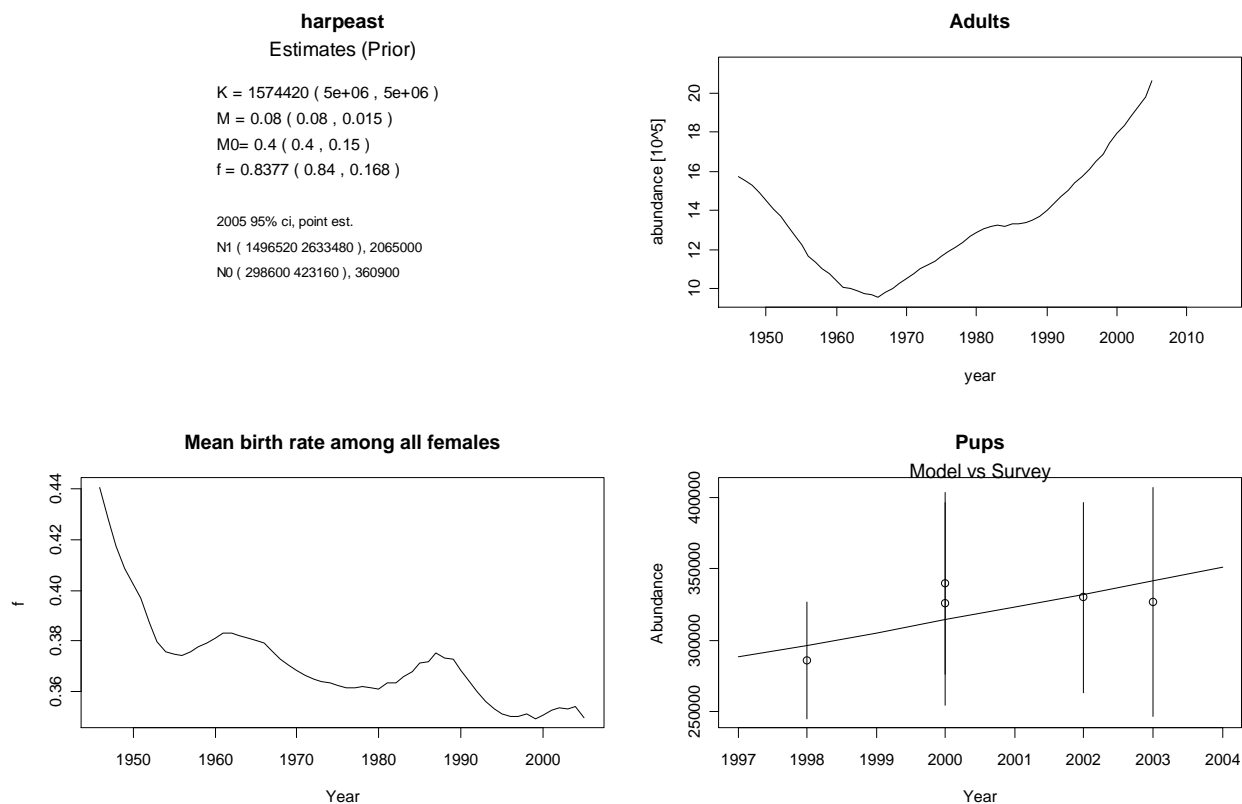 harpeast
Estimates (Prior)
K = 1574420 ( 5e+06 , 5e+06 )
M = 0.08 ( 0.08 , 0.015 )
M0= 0.4 ( 0.4 , 0.15 )
f = 0.8377 ( 0.84 , 0.168 )
2005 95% ci, point est.
N1 ( 1496520 2633480 ), 2065000
N0 ( 298600 423160 ), 360900
Adults
abundance [10^5]
20
18
16
14
12
10
1950 1960 1970 1980 1990 2000 2010
year
Mean birth rate among all females
f
0.44
0.42
0.40
0.38
0.36
1950 1960 1970 1980 1990 2000
Year
Pups
Model vs Survey
Abundance
400000
350000
300000
250000
1997 1998 1999 2000 2001 2002 2003 2004
Year